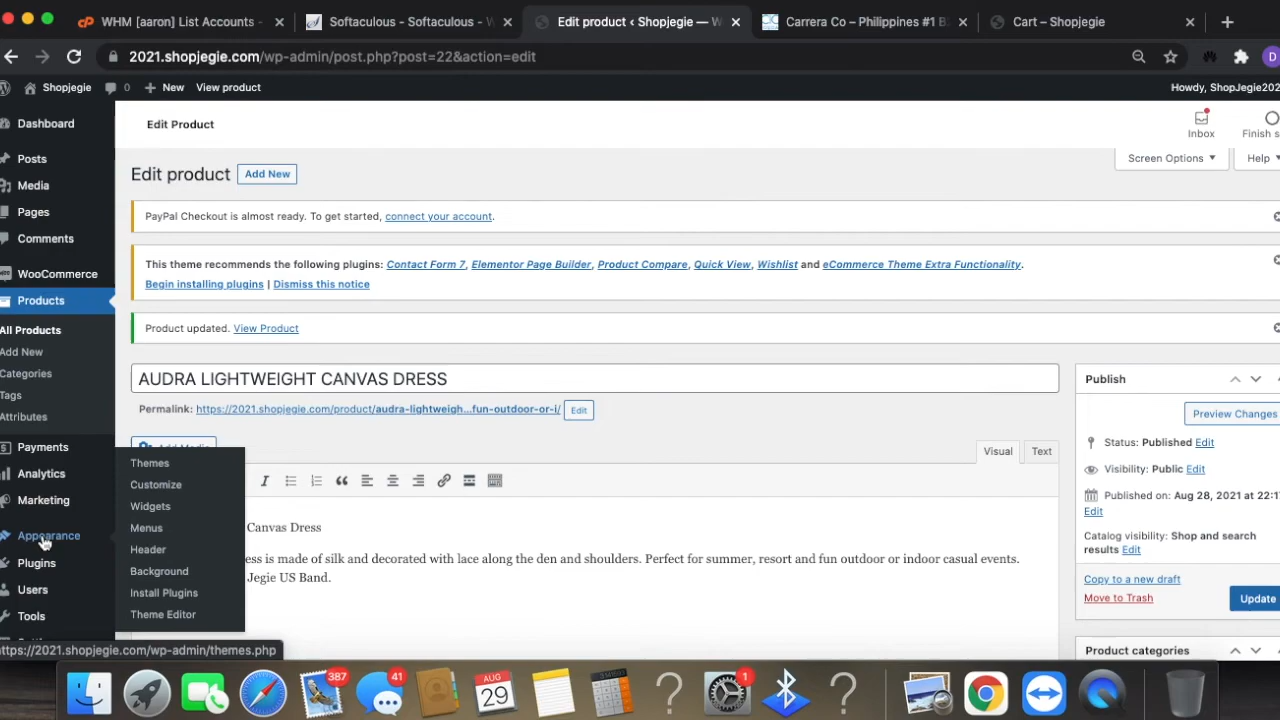 WHM [aaron] List Accounts -
Softaculous - Softaculous - W
Edit product ‹ Shopjegie — W
Carrera Co – Philippines #1 B
Cart – Shopjegie
2021.shopjegie.com/wp-admin/post.php?post=22&action=edit
D
Shopjegie
0
New
View product
Howdy, ShopJegie202
Dashboard
Posts
Media
Pages
Comments
WooCommerce
Products
All Products
Add New
Categories
Tags
Attributes
Payments
Analytics
Marketing
Appearance
Plugins
Users
Tools
Themes
Customize
Widgets
Menus
Header
Background
Install Plugins
Theme Editor
Edit Product
Inbox
Finish s
Screen Options
Help
Edit product
Add New
PayPal Checkout is almost ready. To get started, connect your account.
This theme recommends the following plugins: Contact Form 7, Elementor Page Builder, Product Compare, Quick View, Wishlist and eCommerce Theme Extra Functionality.
Begin installing plugins | Dismiss this notice
Product updated. View Product
AUDRA LIGHTWEIGHT CANVAS DRESS
Permalink: https://2021.shopjegie.com/product/audra-lightweigh...fun-outdoor-or-i/ Edit
Visual
Text
Canvas Dress
ess is made of silk and decorated with lace along the den and shoulders. Perfect for summer, resort and fun outdoor or indoor casual events.
Jegie US Band.
Publish
Preview Changes
Status: Published Edit
Visibility: Public Edit
Published on: Aug 28, 2021 at 22:1
Edit
Catalog visibility: Shop and search
results Edit
Copy to a new draft
Move to Trash
Update
Product categories
https://2021.shopjegie.com/wp-admin/themes.php
387
41
AUG
29
1